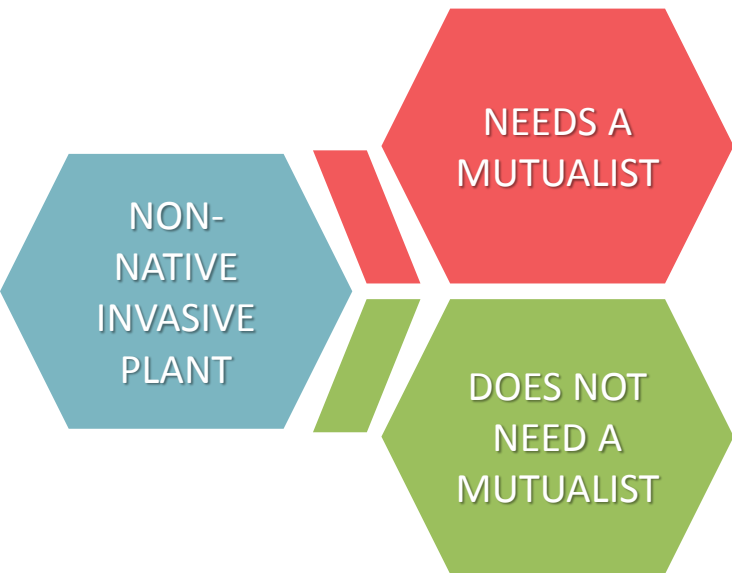 NON-
NATIVE
INVASIVE
PLANT
NEEDS A
MUTUALIST
DOES NOT
NEED A
MUTUALIST